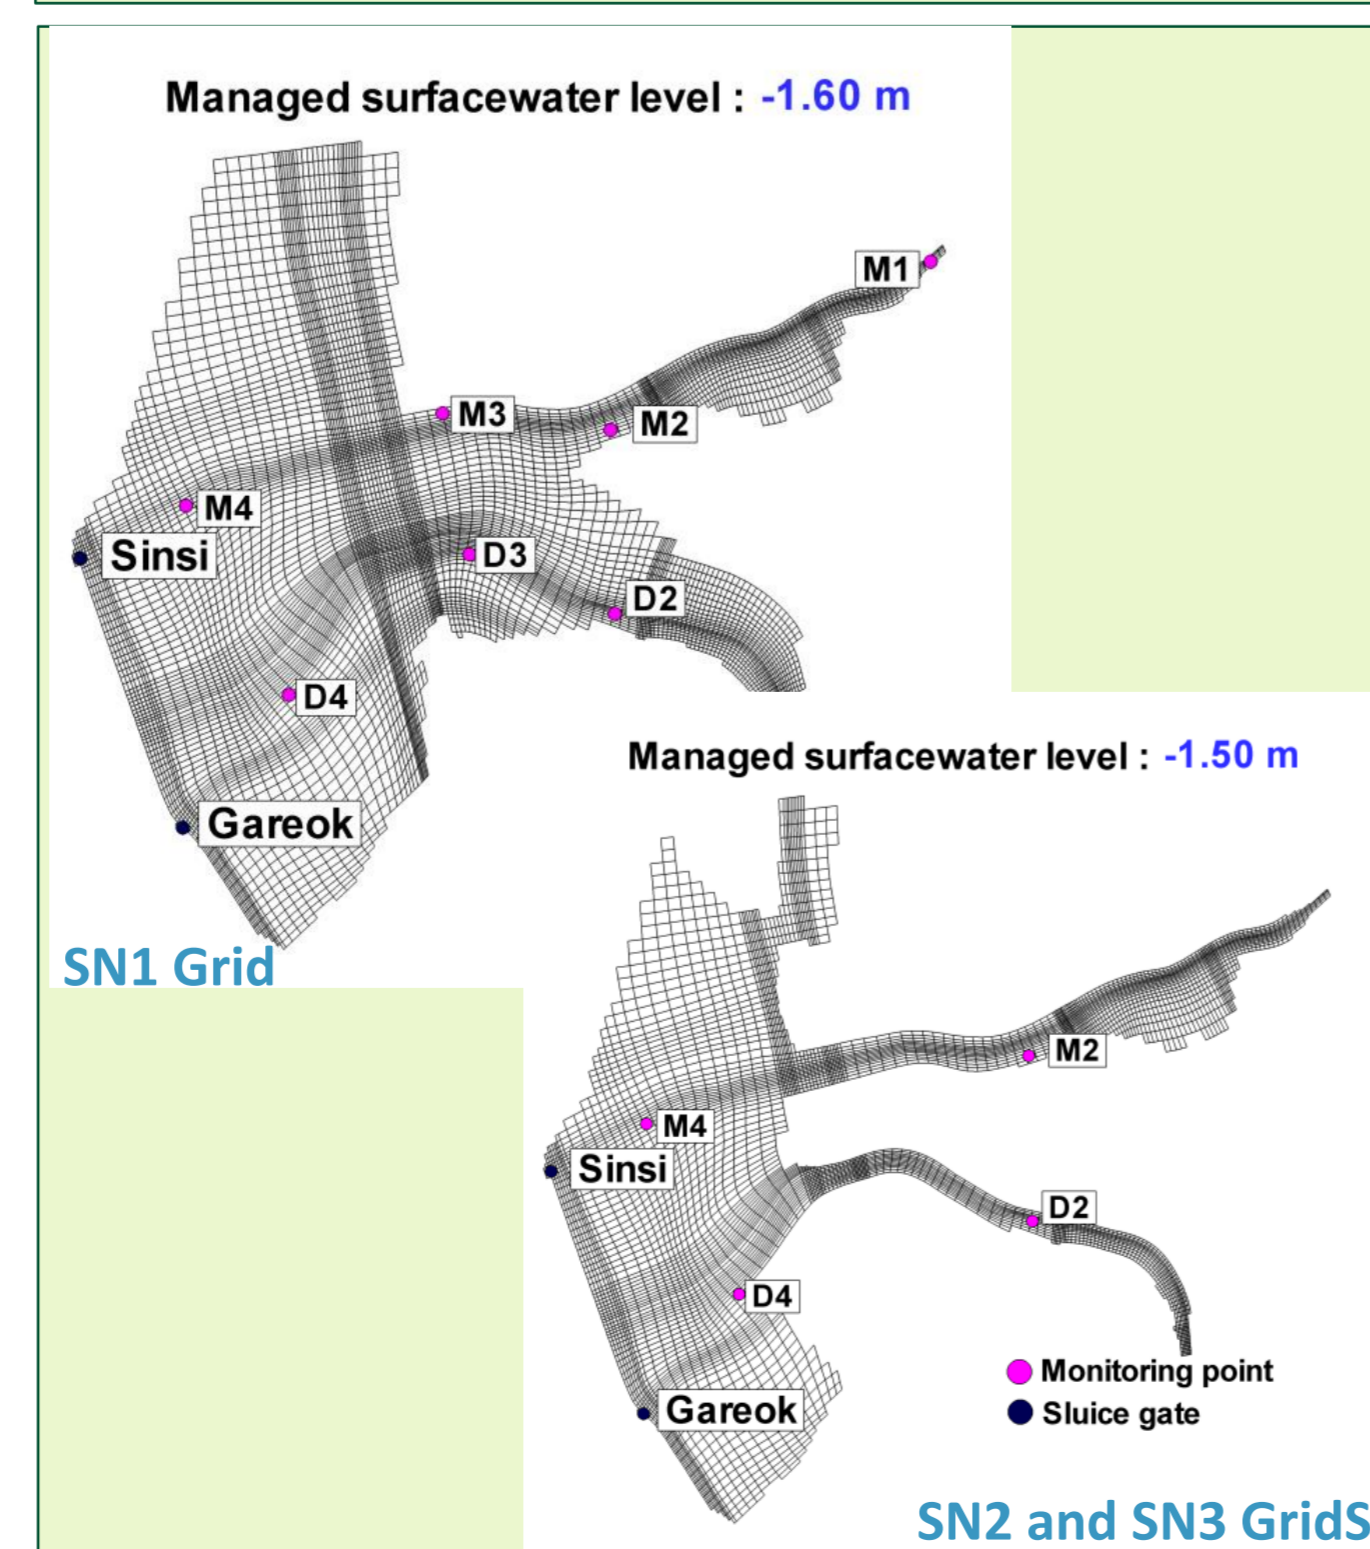 Managed surfacewater level : -1.60 m
M1
M3
M2
M4
Sinsi
D3
D2
D4
Gareok
SN1 Grid
Managed surfacewater level : -1.50 m
M2
M4
Sinsi
D2
D4
Monitoring point
Gareok
Sluice gate
SN2 and SN3 GridS